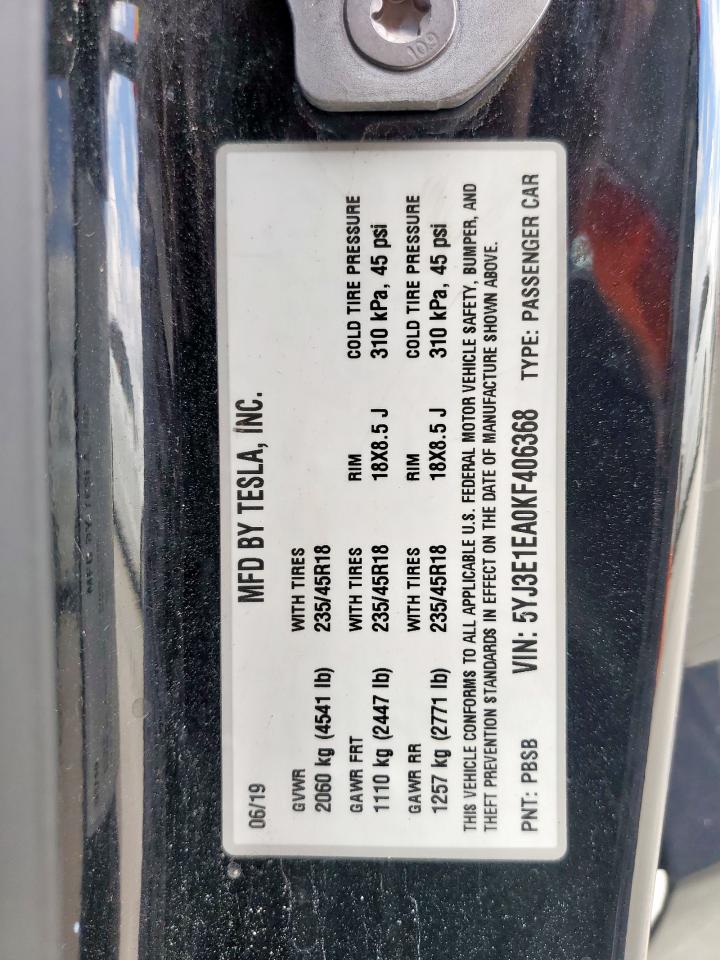 06/19 MFD BY TESLA, INC.
GVWR WITH TIRES
2060 kg (4541 lb) 235/45R18
GAWR FRT WITH TIRES RIM COLD TIRE PRESSURE
1110 kg (2447 lb) 235/45R18 18X8.5 J 310 kPa, 45 psi
GAWR RR WITH TIRES RIM COLD TIRE PRESSURE
1257 kg (2771 lb) 235/45R18 18X8.5 J 310 kPa, 45 psi
THIS VEHICLE CONFORMS TO ALL APPLICABLE U.S. FEDERAL MOTOR VEHICLE SAFETY, BUMPER, AND
THEFT PREVENTION STANDARDS IN EFFECT ON THE DATE OF MANUFACTURE SHOWN ABOVE.
PNT: PBSB VIN: 5YJ3E1EA0KF406368 TYPE: PASSENGER CAR
109